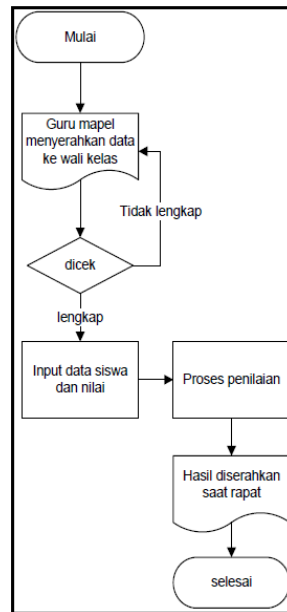 Mulai
Guru mapel
menyerahkan data
ke wali kelas
Tidak lengkap
dicek
lengkap
Input data siswa
dan nilai
Proses penilaian
Hasil diserahkan
saat rapat
selesai